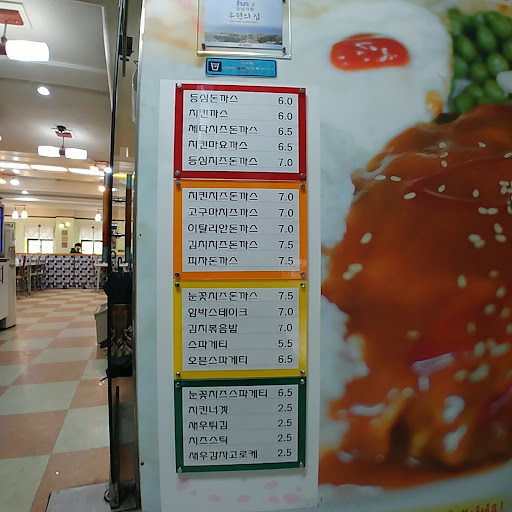 후원의 집
등심돈까스 6.0
치킨까스 6.0
세닥치즈돈까스 6.5
치킨마요까스 6.5
등심치즈돈까스 7.0
치킨치즈돈까스 7.0
고구마치즈까스 7.0
이탈리안돈까스 7.0
김치치즈돈까스 7.5
피자돈까스 7.5
눈꽃치즈돈까스 7.5
함박스테이크 7.0
김치볶음밥 7.0
스파게티 5.5
오븐스파게티 6.5
눈꽃치즈스파게티 6.5
치킨너겟 2.5
새우튀김 2.5
치즈스틱 2.5
새우감자고로케 2.5